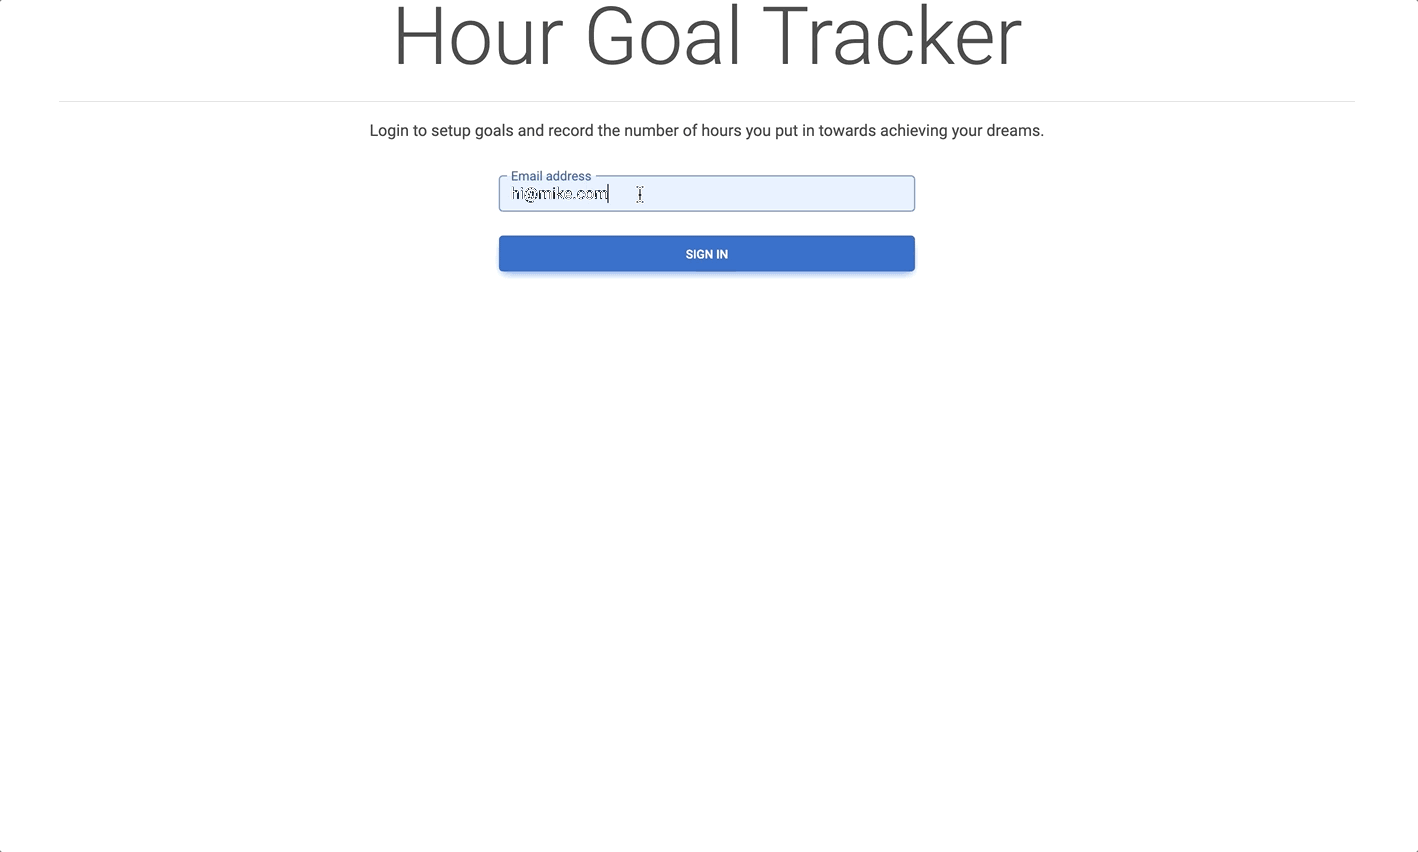 Hour Goal Tracker
Login to setup goals and record the number of hours you put in towards achieving your dreams.
Email address
hi@mike.com
SIGN IN